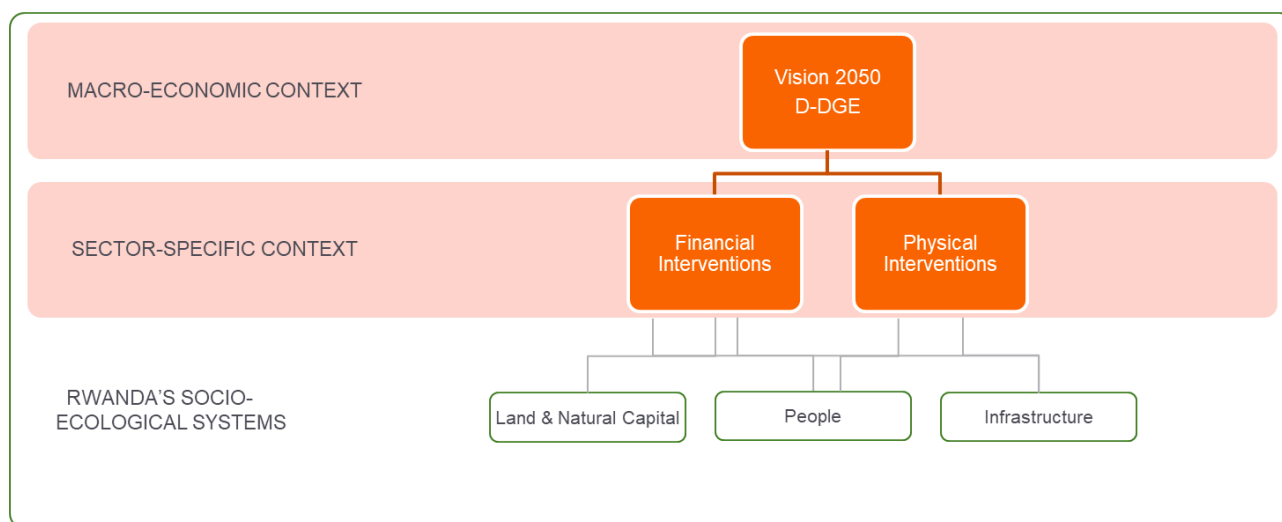 MACRO-ECONOMIC CONTEXT
Vision 2050
D-DGE
SECTOR-SPECIFIC CONTEXT
Financial
Interventions
Physical
Interventions
RWANDA'S SOCIO-
ECOLOGICAL SYSTEMS
Land & Natural Capital
People
Infrastructure